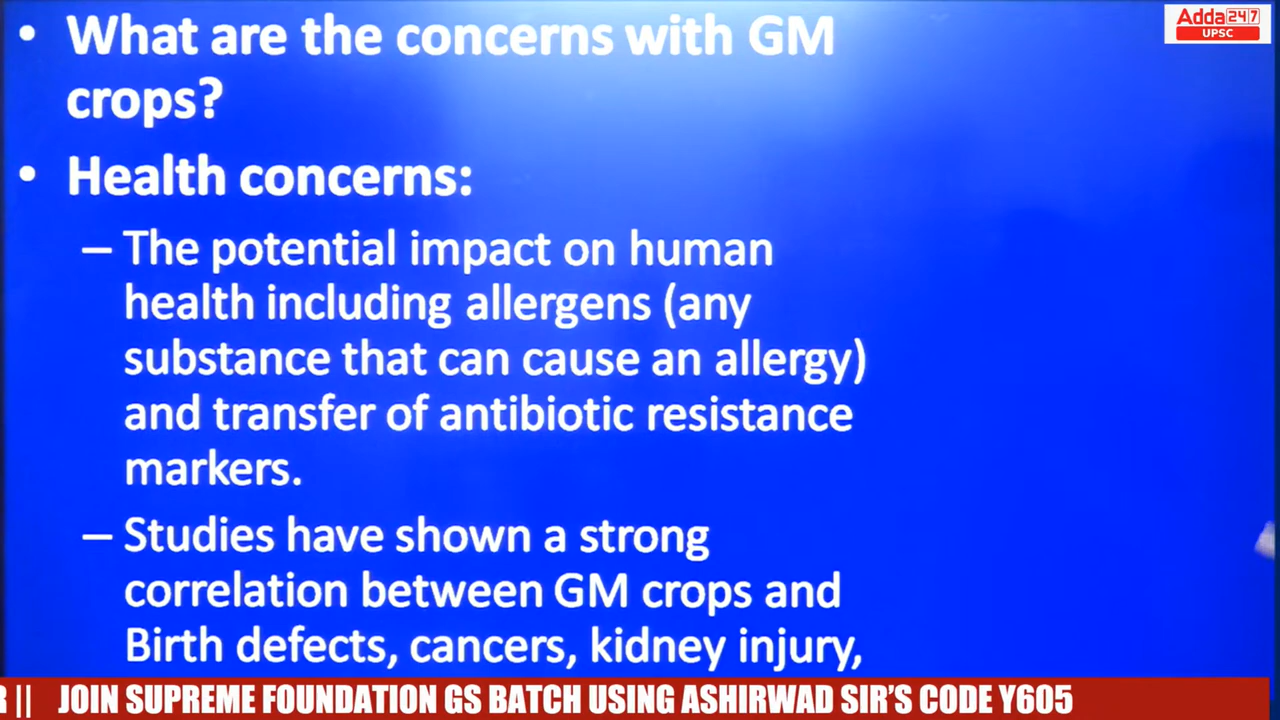 Adda247
UPSC
• What are the concerns with GM
crops?
• Health concerns:
– The potential impact on human
health including allergens (any
substance that can cause an allergy)
and transfer of antibiotic resistance
markers.
– Studies have shown a strong
correlation between GM crops and
Birth defects, cancers, kidney injury,
R || JOIN SUPREME FOUNDATION GS BATCH USING ASHIRWAD SIR'S CODE Y605